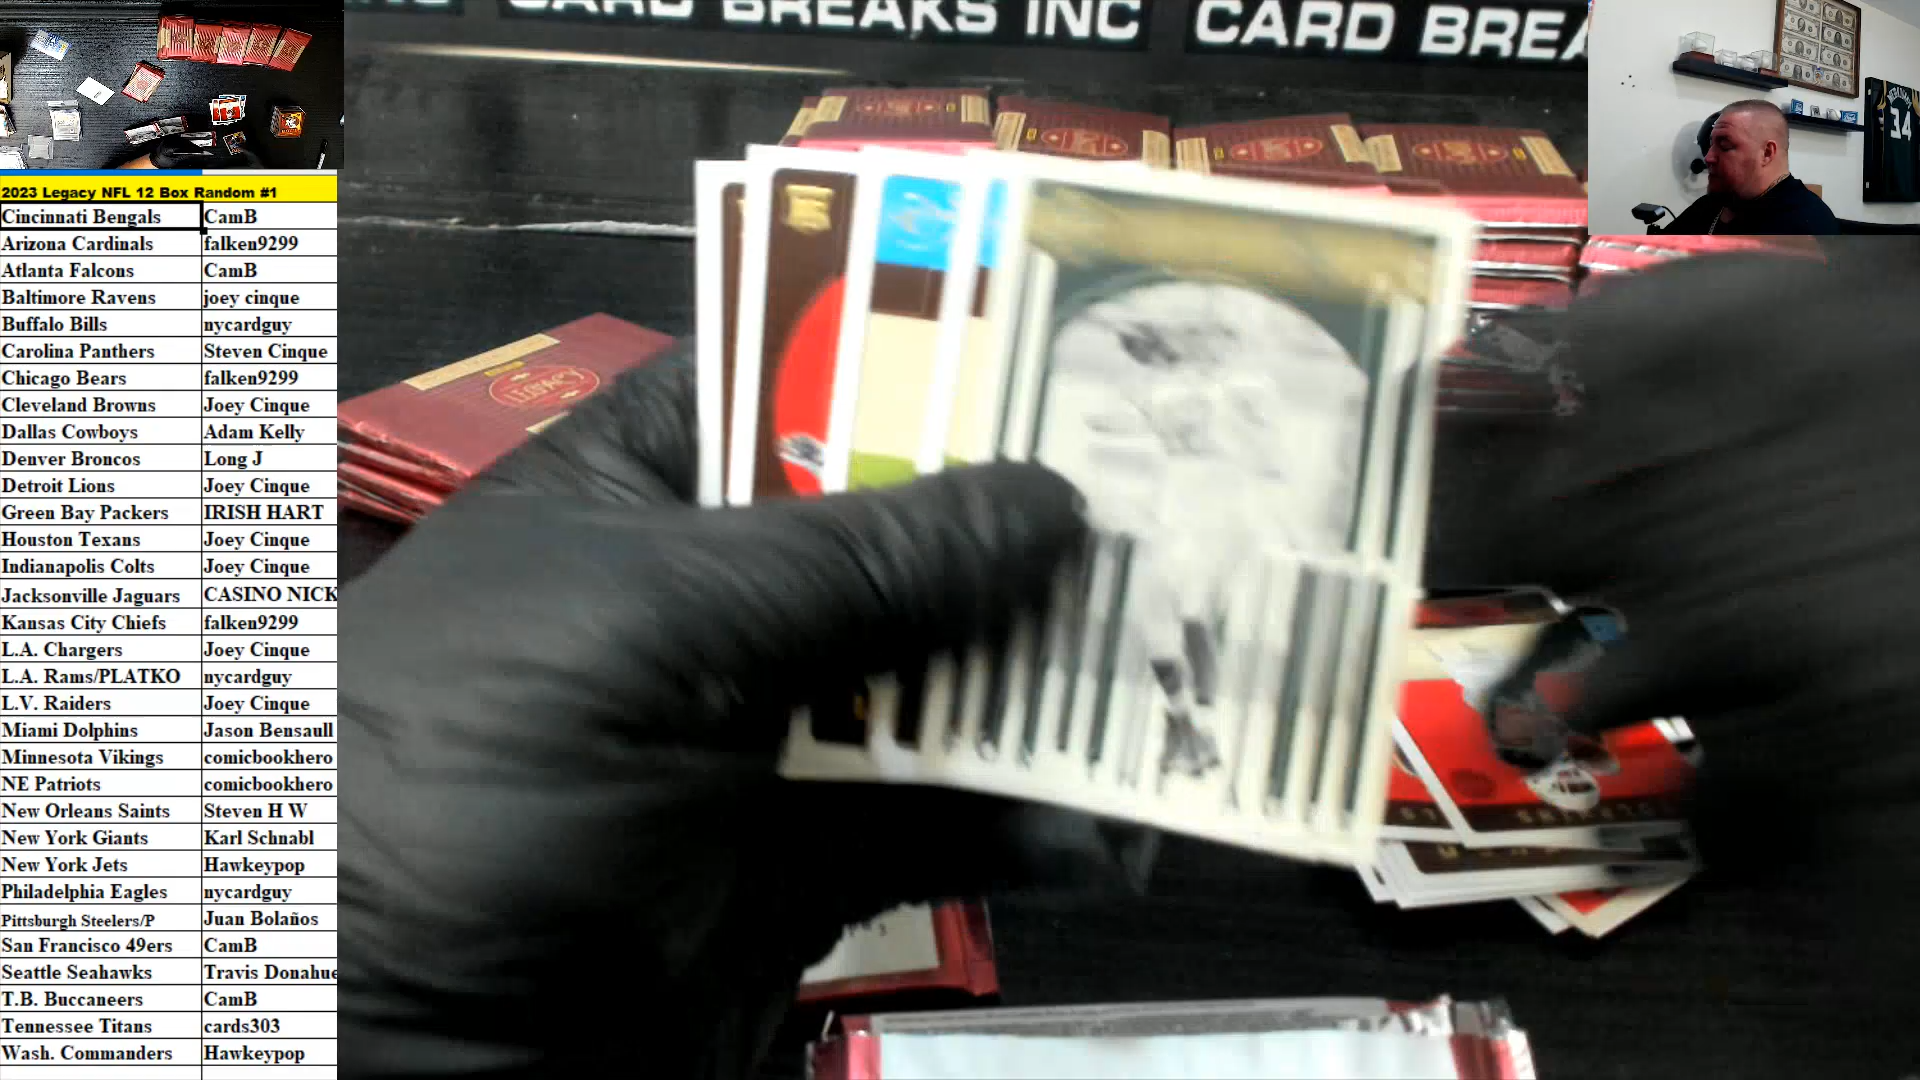 CARD BREAKS INC
CARD BREA
34
LEGACY
2023 Legacy NFL 12 Box Random #1
Cincinnati Bengals CamB
Arizona Cardinals falken9299
Atlanta Falcons CamB
Baltimore Ravens joey cinque
Buffalo Bills nycardguy
Carolina Panthers Steven Cinque
Chicago Bears falken9299
Cleveland Browns Joey Cinque
Dallas Cowboys Adam Kelly
Denver Broncos Long J
Detroit Lions Joey Cinque
Green Bay Packers IRISH HART
Houston Texans Joey Cinque
Indianapolis Colts Joey Cinque
Jacksonville Jaguars CASINO NICK
Kansas City Chiefs falken9299
L.A. Chargers Joey Cinque
L.A. Rams/PLATKO nycardguy
L.V. Raiders Joey Cinque
Miami Dolphins Jason Bensaull
Minnesota Vikings comicbookhero
NE Patriots comicbookhero
New Orleans Saints Steven H W
New York Giants Karl Schnabl
New York Jets Hawkeypop
Philadelphia Eagles nycardguy
Pittsburgh Steelers/P Juan Bolaños
San Francisco 49ers CamB
Seattle Seahawks Travis Donahue
T.B. Buccaneers CamB
Tennessee Titans cards303
Wash. Commanders Hawkeypop